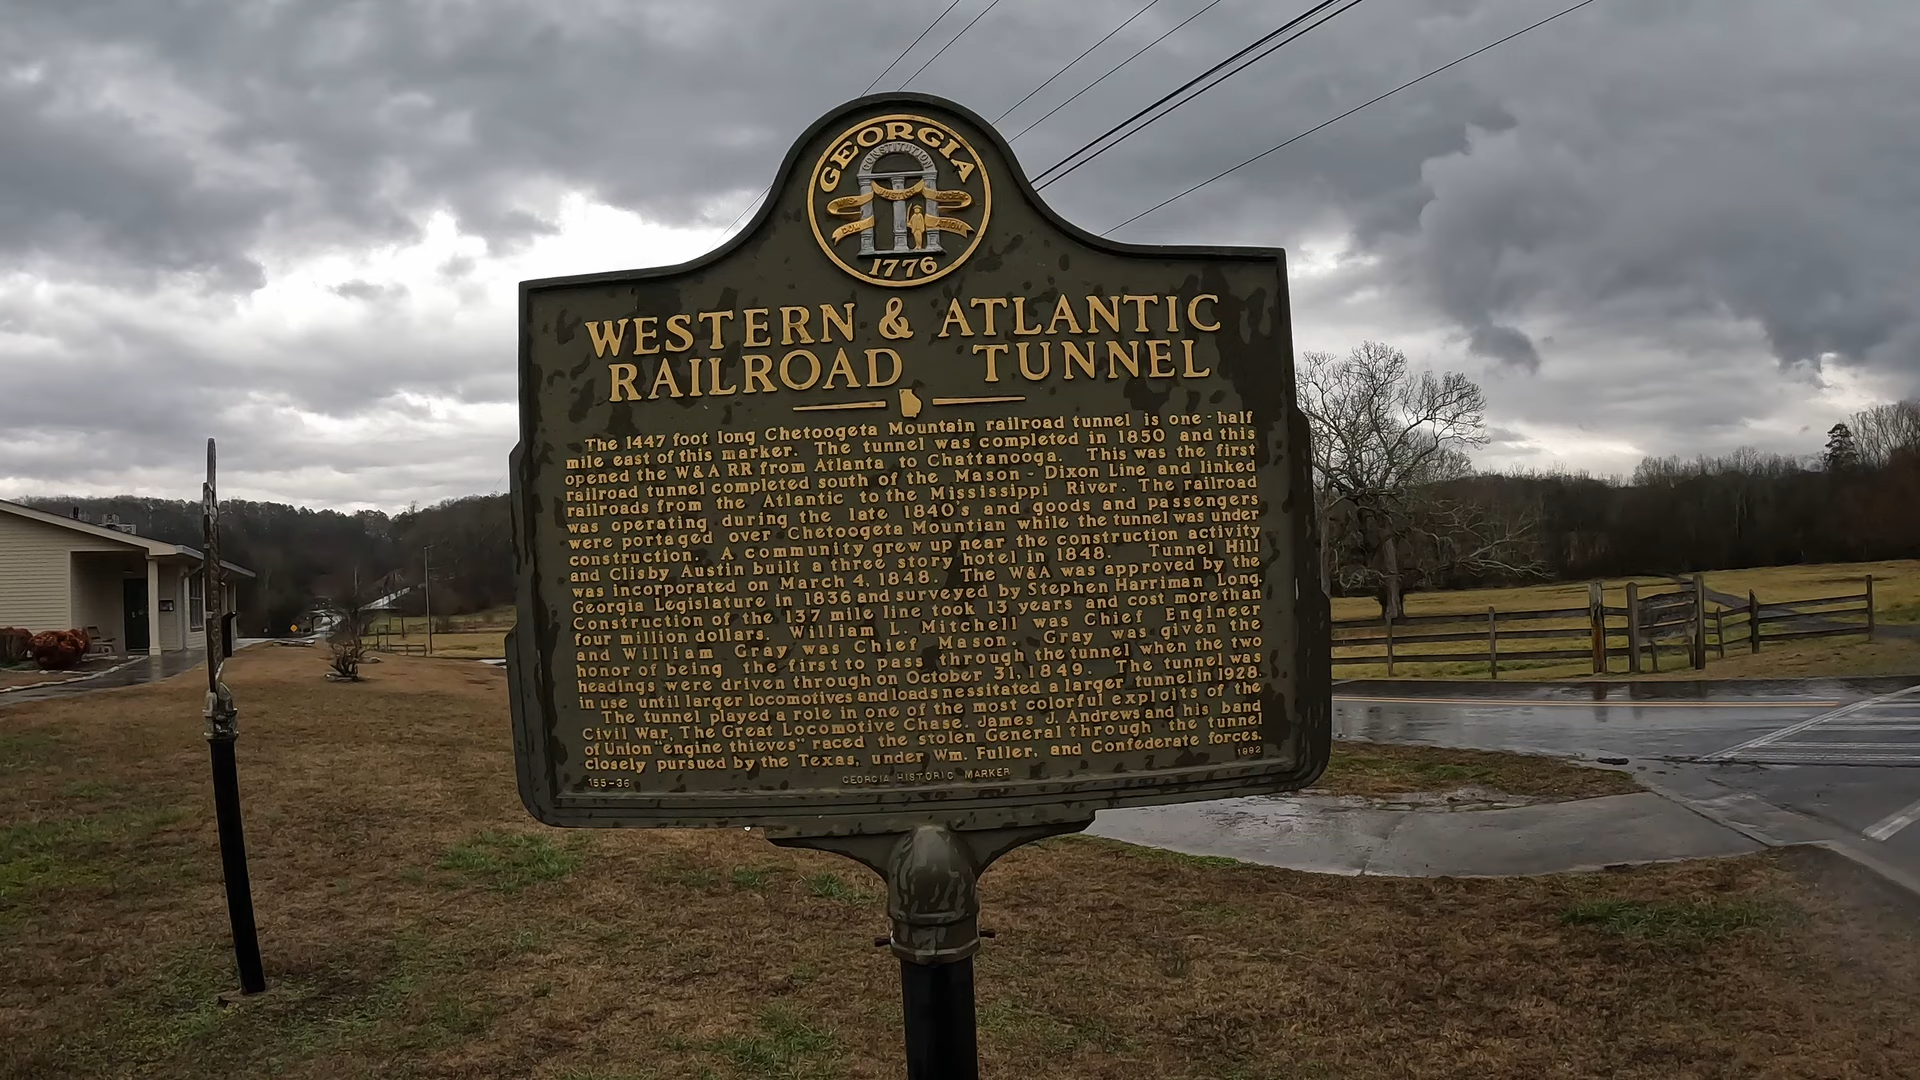 GEORGIA
CONSTITUTION
1776
WESTERN & ATLANTIC
RAILROAD TUNNEL
The 1447 foot long Chetoogeta Mountain railroad tunnel is one-half
mile east of this marker. The tunnel was completed in 1850 and this
opened the W&A RR from Atlanta to Chattanooga. This was the first
railroad tunnel completed south of the Mason-Dixon Line and linked
railroads from the Atlantic to the Mississippi River. The railroad
was operating during the late 1840's and goods and passengers
were portaged over Chetoogeta Mountian while the tunnel was under
construction. A community grew up near the construction activity
and Clisby Austin built a three story hotel in 1848. Tunnel Hill
was incorporated on March 4, 1848. The W&A was approved by the
Georgia Legislature in 1836 and surveyed by Stephen Harriman Long.
Construction of the 137 mile line took 13 years and cost more than
four million dollars. William L. Mitchell was Chief Engineer
and William Gray was Chief Mason. Gray was given the
honor of being the first to pass through the tunnel when the two
headings were driven through on October 31, 1849. The tunnel was
in use until larger locomotives and loads nessitated a larger tunnel in 1928.
The tunnel played a role in one of the most colorful exploits of the
Civil War, The Great Locomotive Chase. James J. Andrews and his band
of Union "engine thieves" raced the stolen General through the tunnel
closely pursued by the Texas, under Wm. Fuller, and Confederate forces.
155-36 GEORGIA HISTORIC MARKER 1992